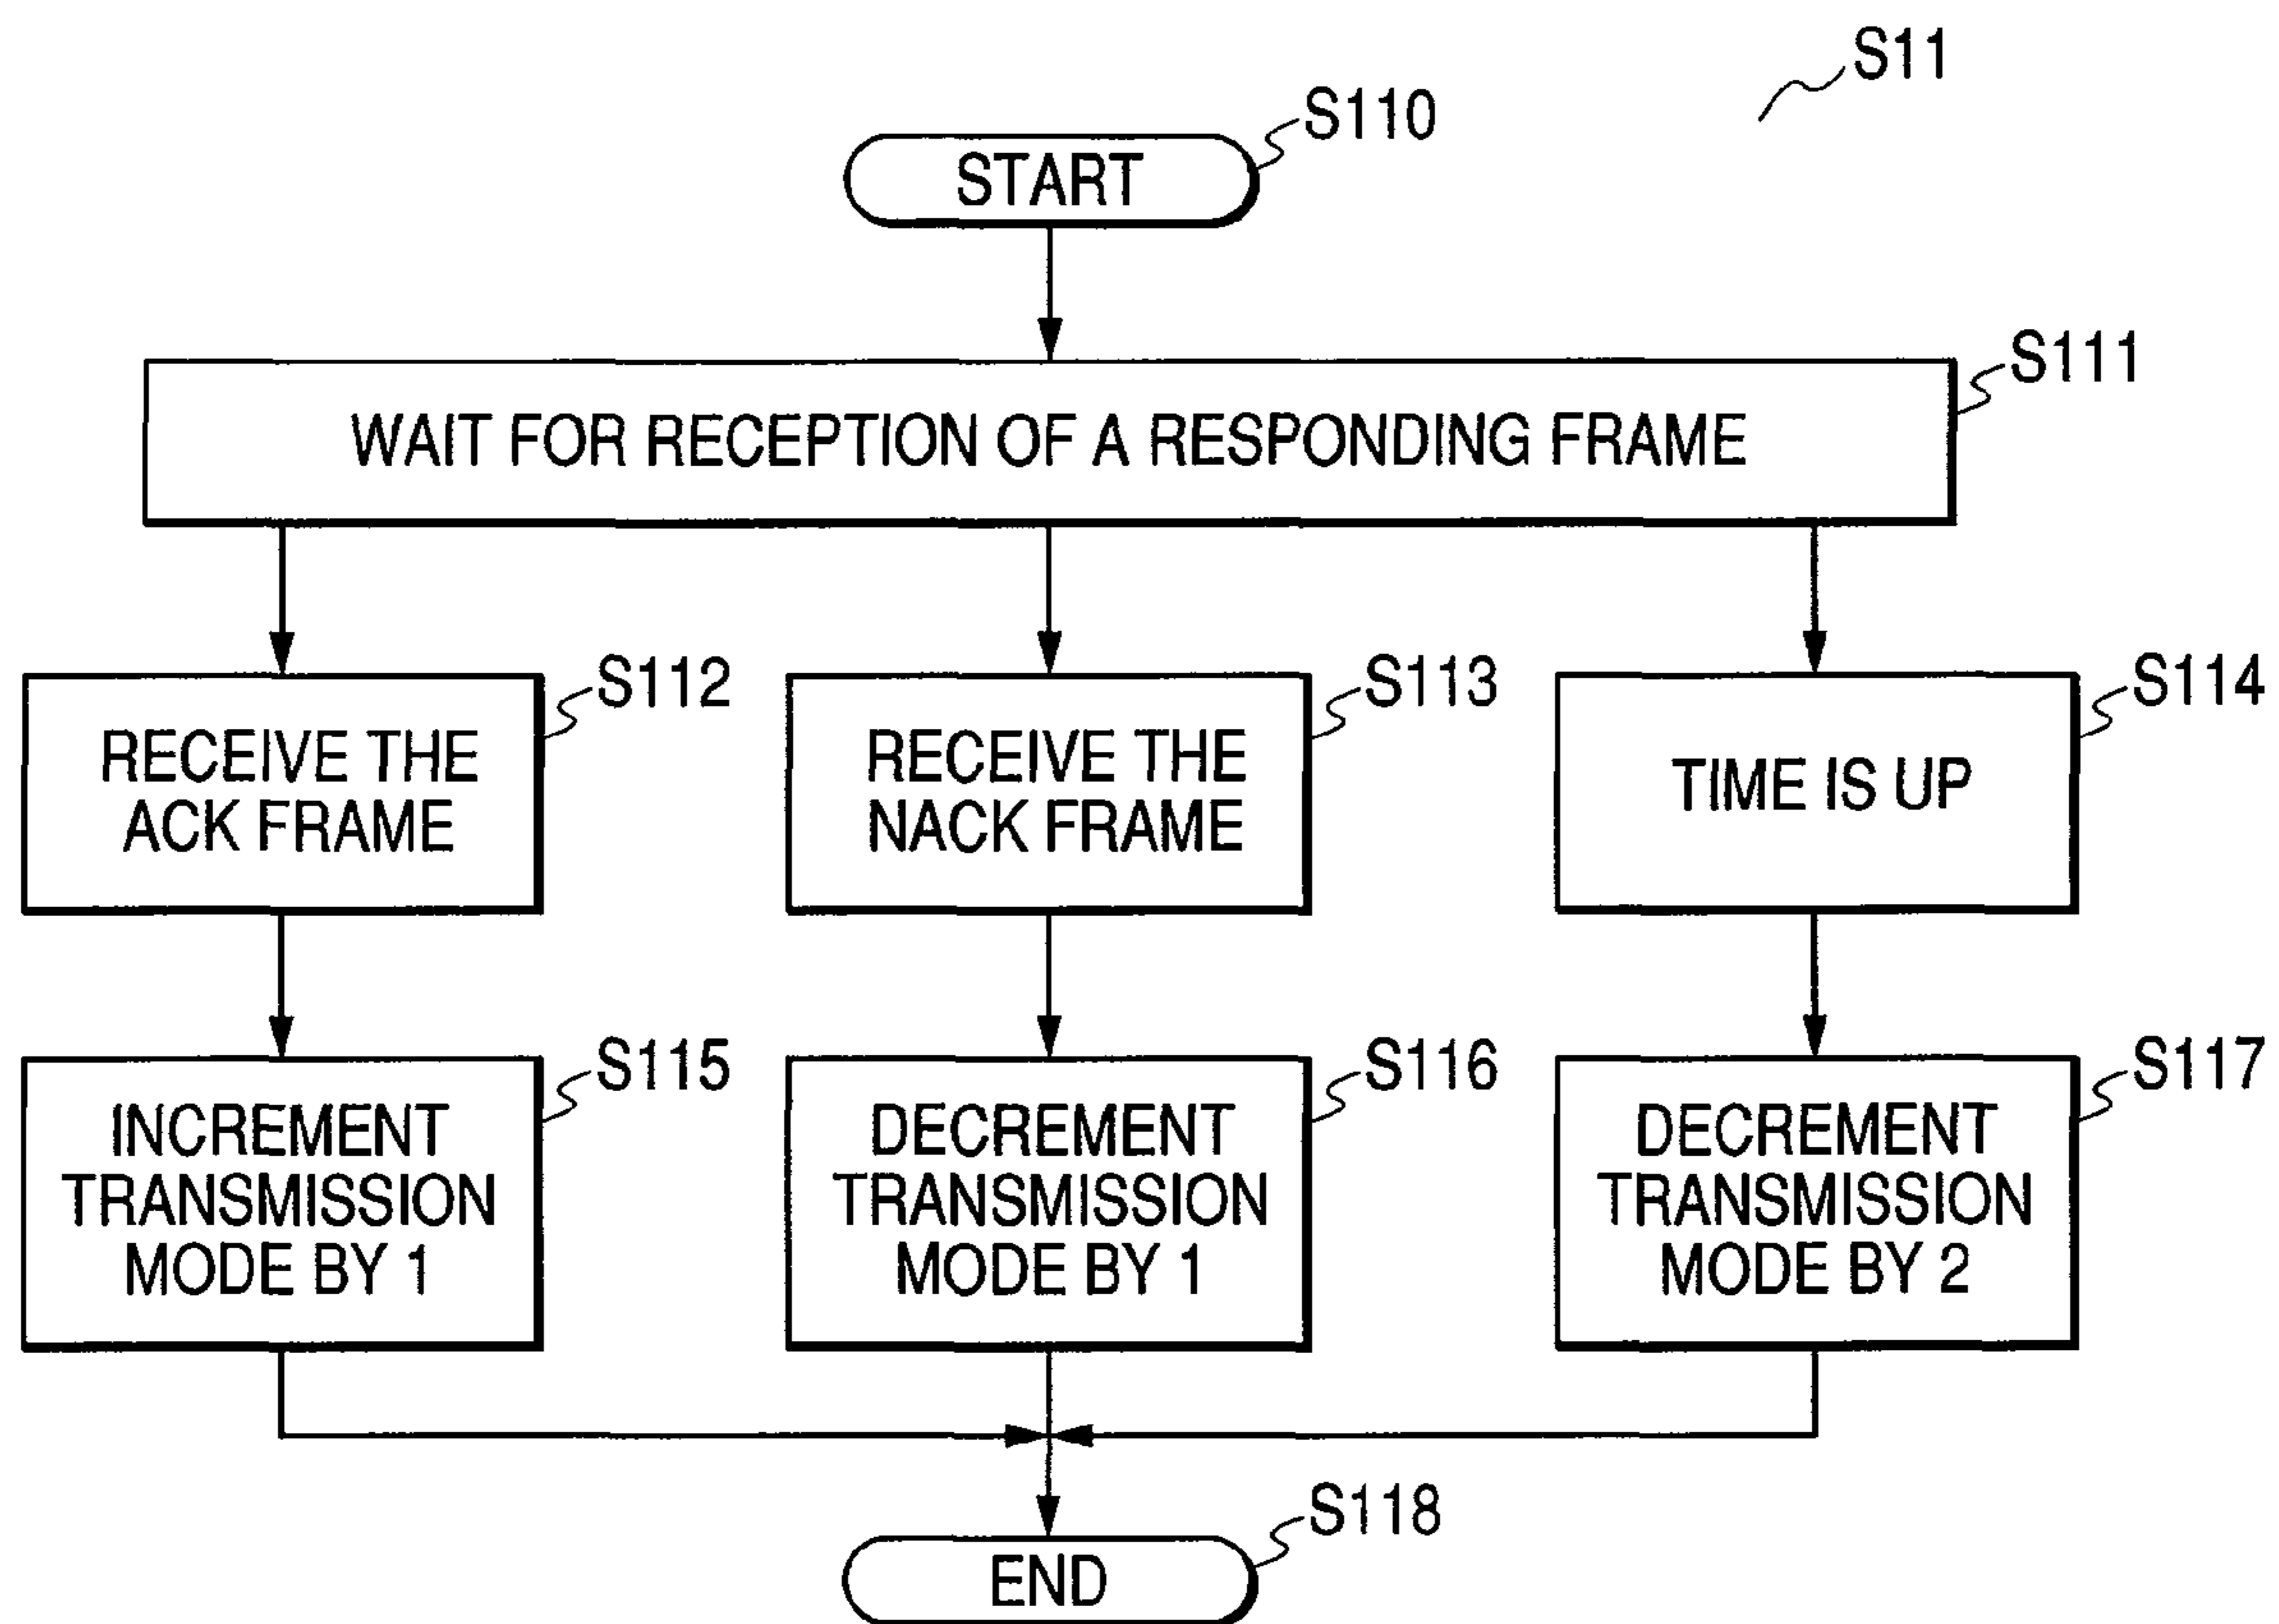 S11
S110
START
S111
WAIT FOR RECEPTION OF A RESPONDING FRAME
S112
RECEIVE THE
ACK FRAME
S113
RECEIVE THE
NACK FRAME
S114
TIME IS UP
S115
INCREMENT
TRANSMISSION
MODE BY 1
S116
DECREMENT
TRANSMISSION
MODE BY 1
S117
DECREMENT
TRANSMISSION
MODE BY 2
S118
END